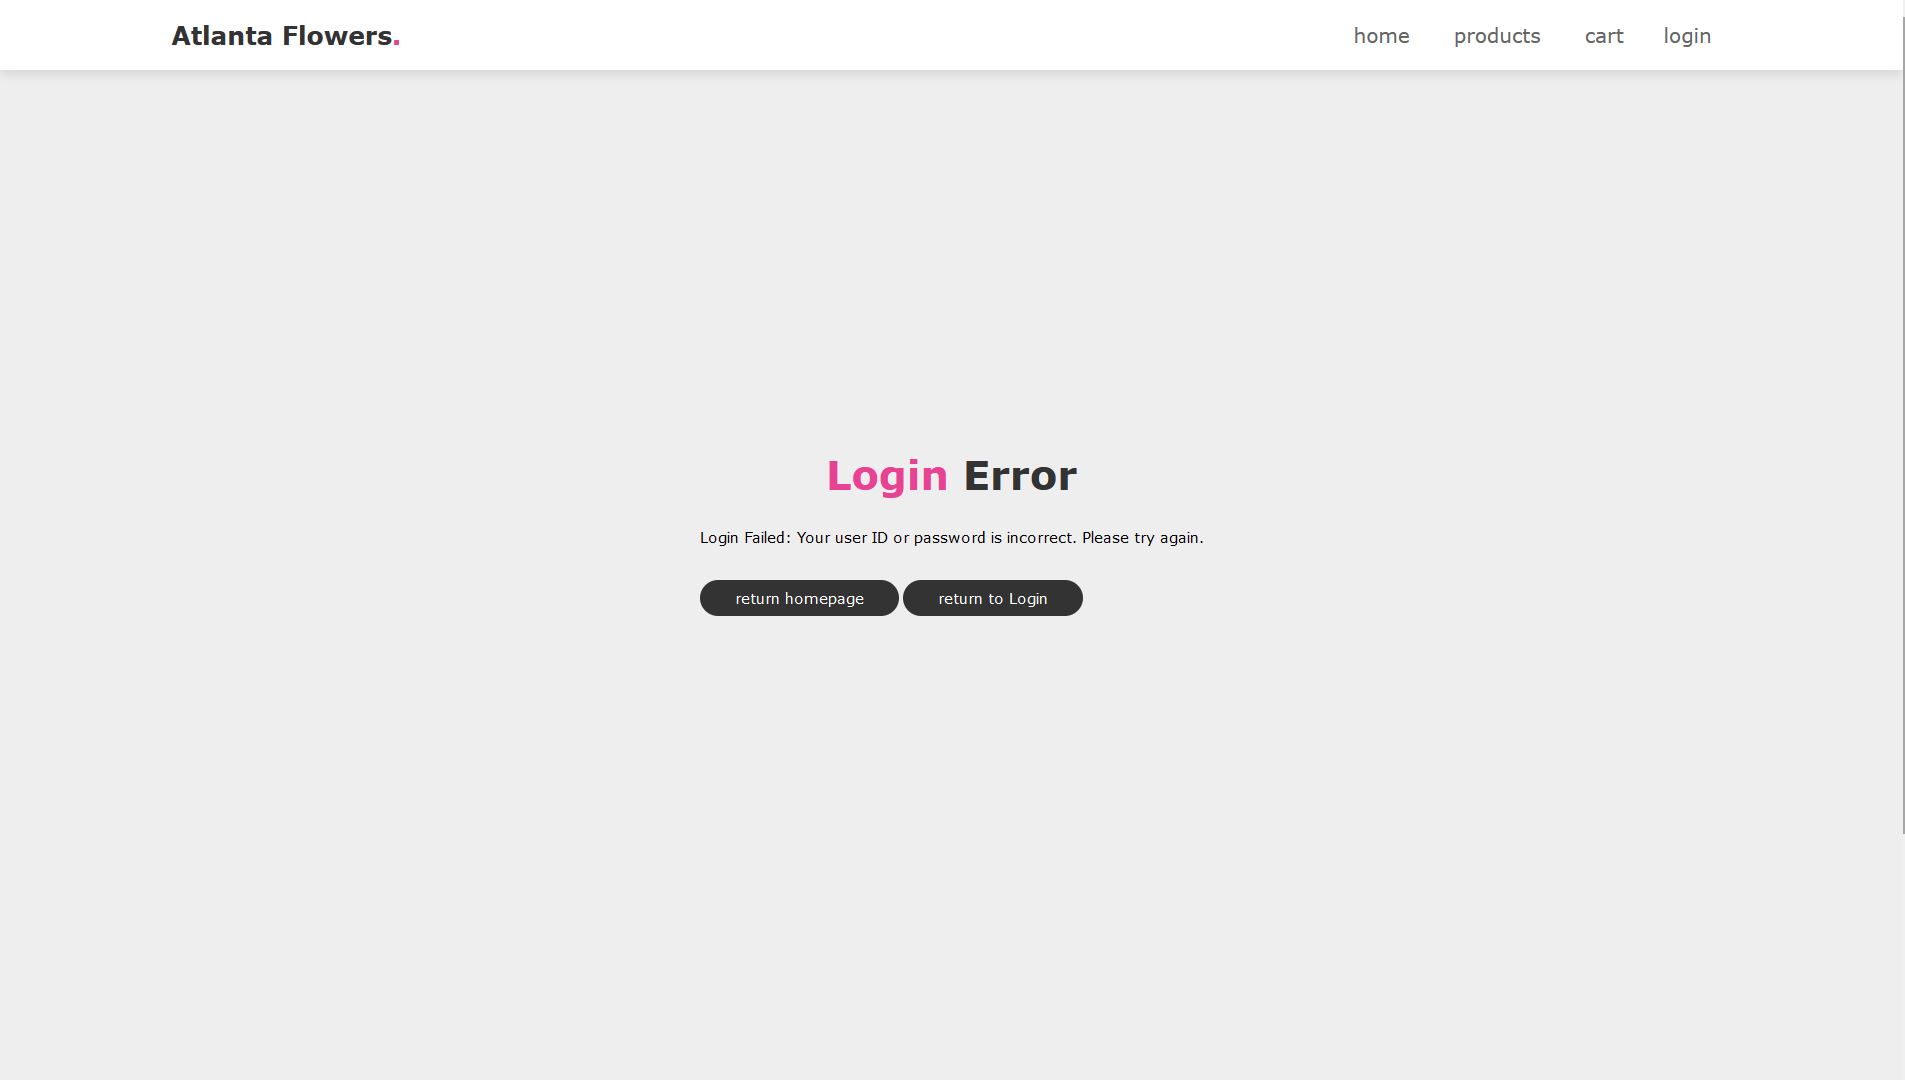 Atlanta Flowers.
home products cart login
Login Error
Login Failed: Your user ID or password is incorrect. Please try again.
return homepage return to Login